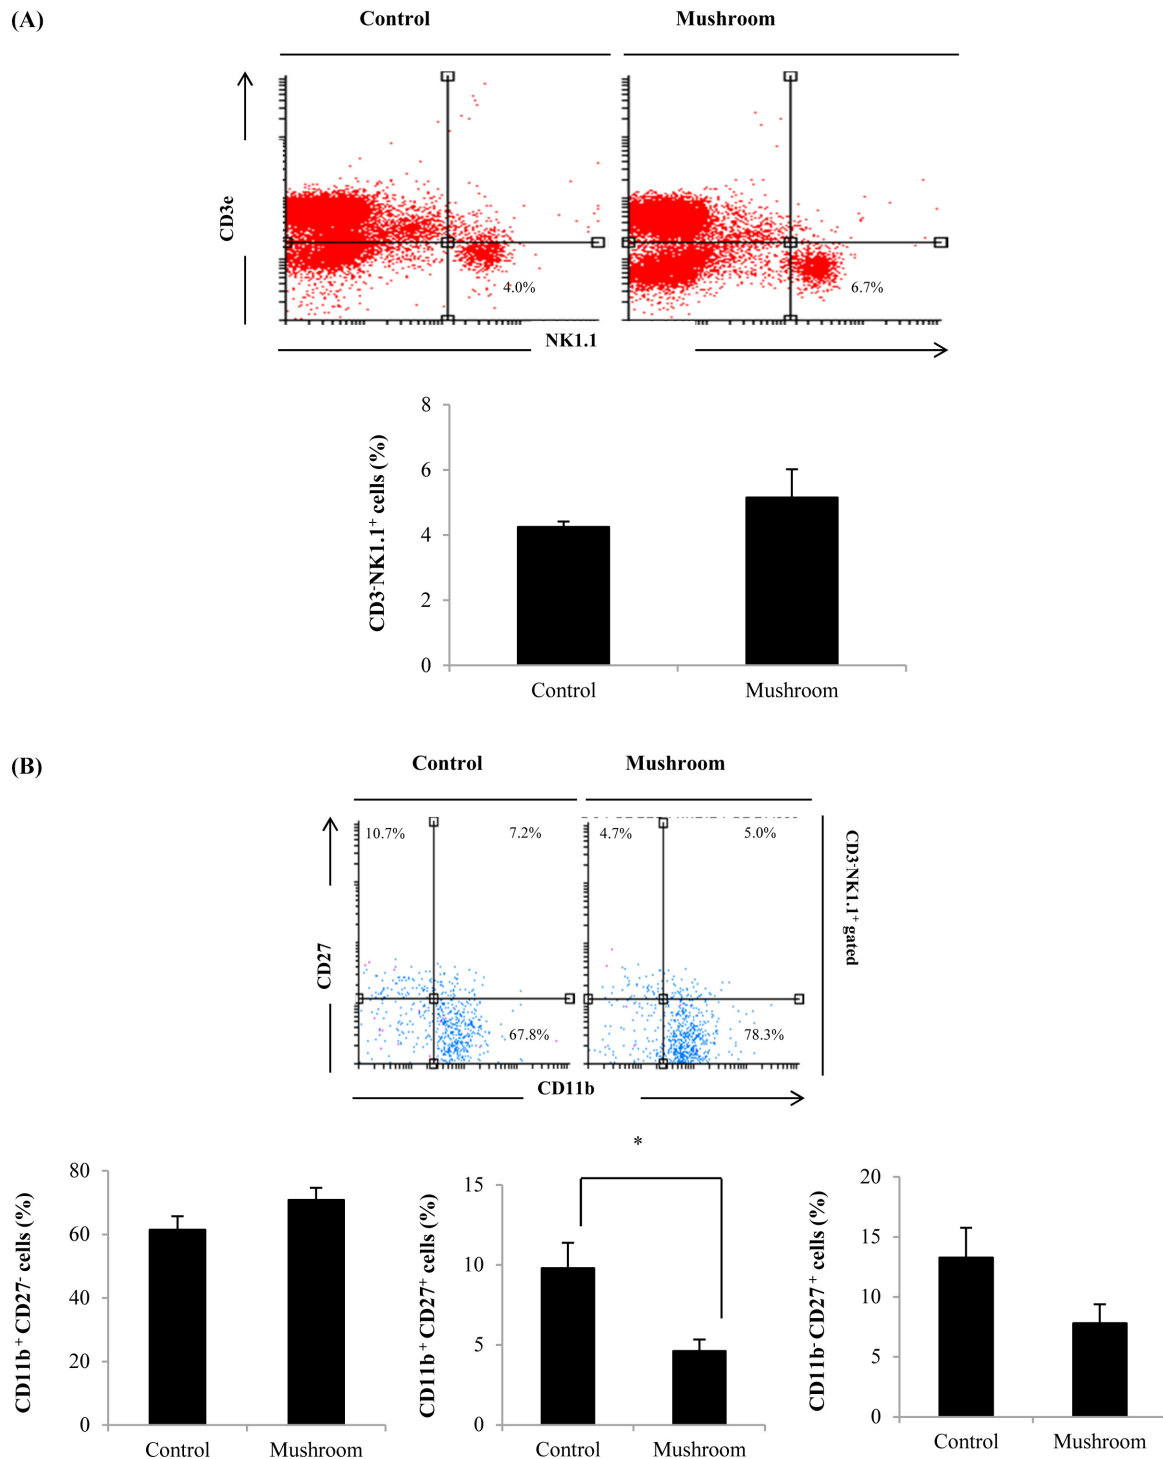 (A)
Control Mushroom
CD3e
4.0% 6.7%
NK1.1
8
6
4
2
0
CD3⁻NK1.1⁺ cells (%)
Control Mushroom
(B)
Control Mushroom
10.7% 7.2% 4.7% 5.0%
CD27
67.8% 78.3%
CD3⁻NK1.1⁺ gated
CD11b
80
60
40
20
0
CD11b⁺ CD27⁻ cells (%)
Control Mushroom
*
15
10
5
0
CD11b⁺ CD27⁺ cells (%)
Control Mushroom
20
15
10
5
0
CD11b⁻ CD27⁺ cells (%)
Control Mushroom